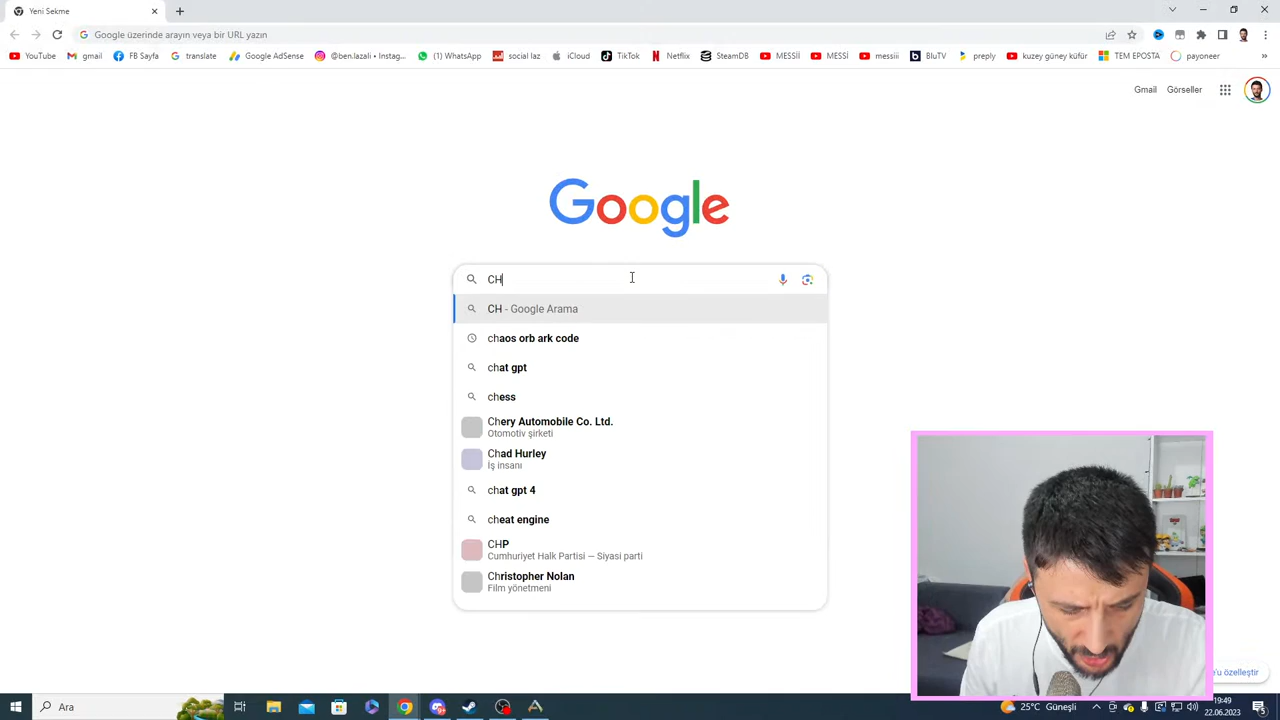 Yeni Sekme
Google üzerinde arayın veya bir URL yazın
YouTube gmail FB Sayfa translate Google AdSense @ben.lazali • Instag... (1) WhatsApp social laz iCloud TikTok Netflix SteamDB MESSİİ MESSİ messiii BluTV preply kuzey güney küfür TEM EPOSTA payoneer »
Gmail Görseller
Google
CH
CH - Google Arama
chaos orb ark code
chat gpt
chess
Chery Automobile Co. Ltd.
Otomotiv şirketi
Chad Hurley
İş insanı
chat gpt 4
cheat engine
CHP
Cumhuriyet Halk Partisi — Siyasi parti
Christopher Nolan
Film yönetmeni
'u özelleştir
Ara
25°C Güneşli
19:49
22.06.2023